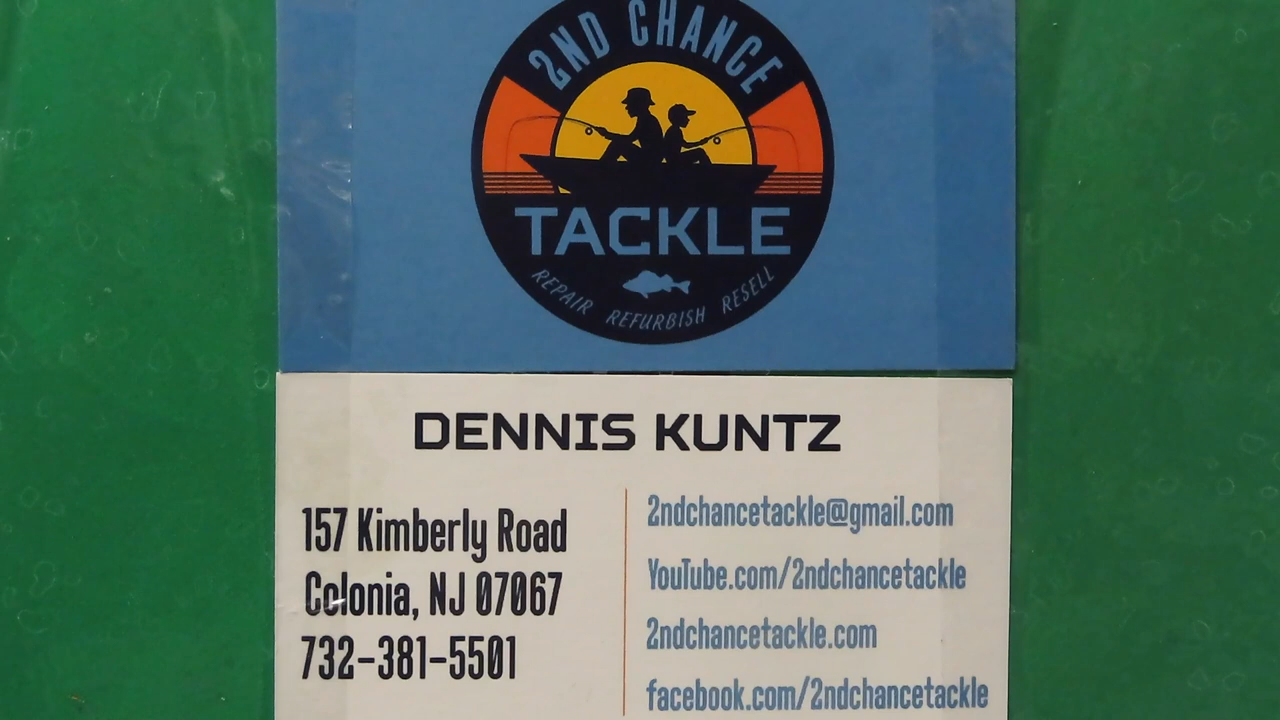 2ND CHANCE
TACKLE
REPAIR REFURBISH RESELL
DENNIS KUNTZ
157 Kimberly Road
Colonia, NJ 07067
732-381-5501
2ndchancetackle@gmail.com
YouTube.com/2ndchancetackle
2ndchancetackle.com
facebook.com/2ndchancetackle